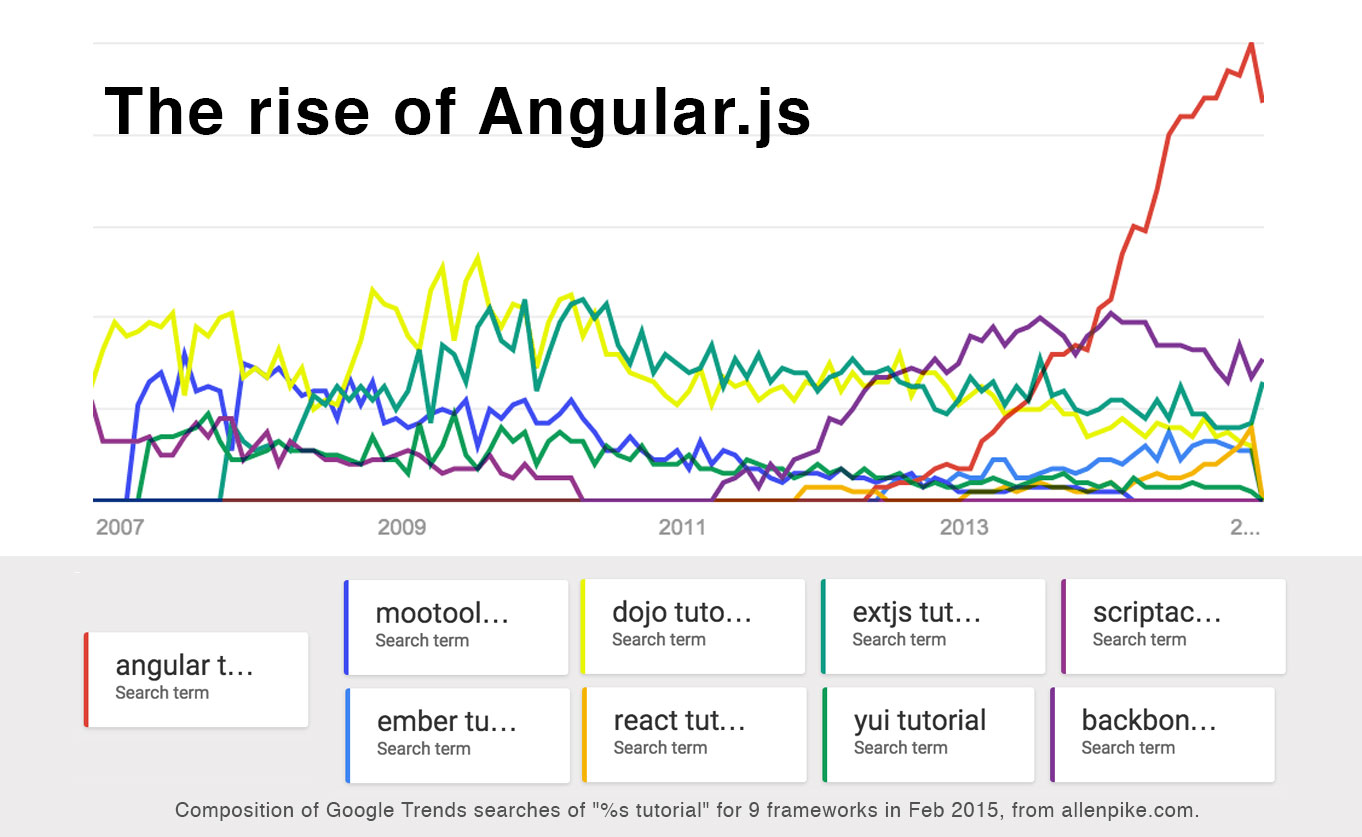 The rise of Angular.js
2007
2009
2011
2013
2...
mootool...
Search term
dojo tuto...
Search term
extjs tut...
Search term
scriptac...
Search term
angular t...
Search term
ember tu...
Search term
react tut...
Search term
yui tutorial
Search term
backbon...
Search term
Composition of Google Trends searches of "%s tutorial" for 9 frameworks in Feb 2015, from allenpike.com.